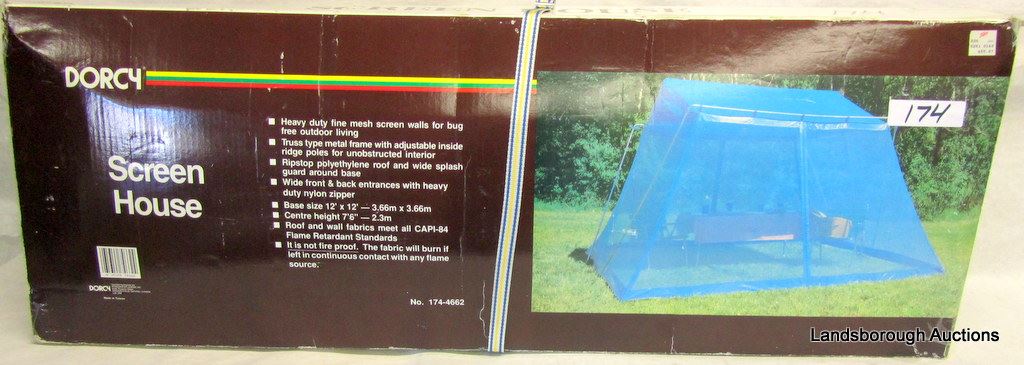 DORCY
Screen
House
■ Heavy duty fine mesh screen walls for bug
free outdoor living
■ Truss type metal frame with adjustable inside
ridge poles for unobstructed interior
■ Ripstop polyethylene roof and wide splash
guard around base
■ Wide front & back entrances with heavy
duty nylon zipper
■ Base size 12' x 12' — 3.66m x 3.66m
■ Centre height 7'6" — 2.3m
■ Roof and wall fabrics meet all CAPI-84
Flame Retardant Standards
■ It is not fire proof. The fabric will burn if
left in continuous contact with any flame
source.
No. 174-4662
DORCY
Made in Taiwan
174
Landsborough Auctions